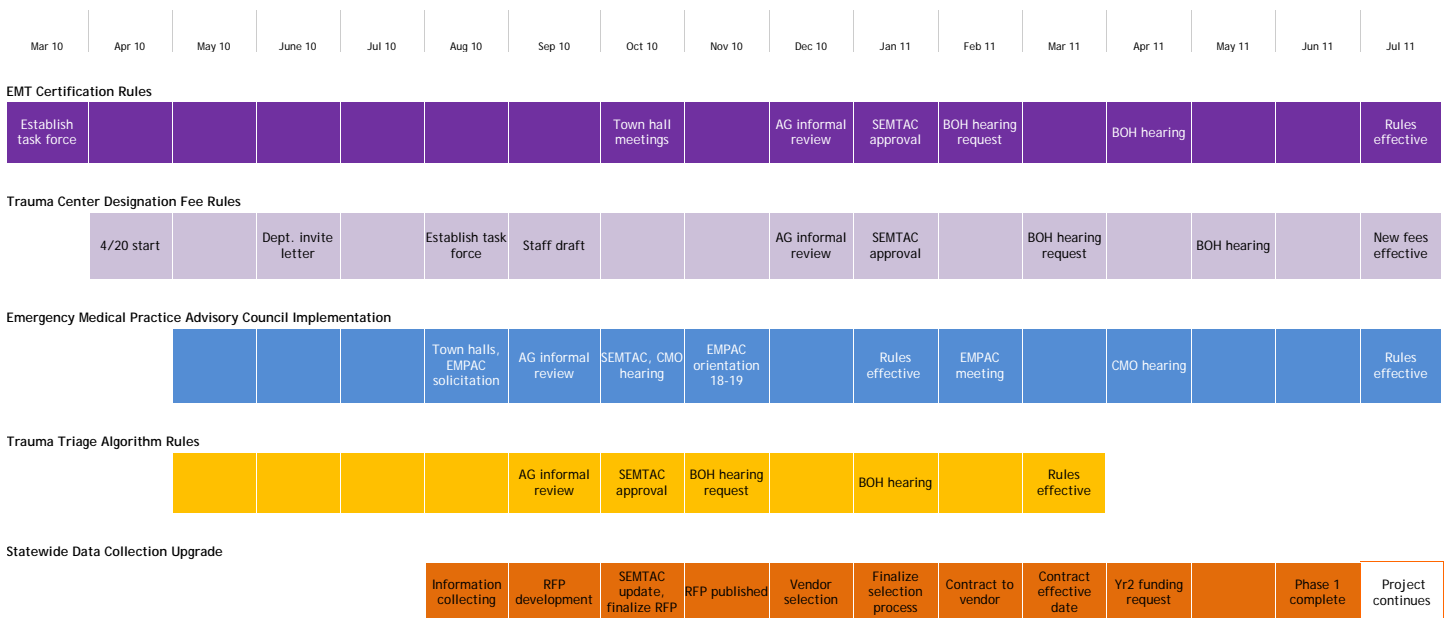 Mar 10 Apr 10 May 10 June 10 Jul 10 Aug 10 Sep 10 Oct 10 Nov 10 Dec 10 Jan 11 Feb 11 Mar 11 Apr 11 May 11 Jun 11 Jul 11
EMT Certification Rules
Establish
task force
Town hall
meetings
AG informal
review
SEMTAC
approval
BOH hearing
request
BOH hearing
Rules
effective
Trauma Center Designation Fee Rules
4/20 start
Dept. invite
letter
Establish task
force
Staff draft
AG informal
review
SEMTAC
approval
BOH hearing
request
BOH hearing
New fees
effective
Emergency Medical Practice Advisory Council Implementation
Town halls,
EMPAC
solicitation
AG informal
review
SEMTAC, CMO
hearing
EMPAC
orientation
18-19
Rules
effective
EMPAC
meeting
CMO hearing
Rules
effective
Trauma Triage Algorithm Rules
AG informal
review
SEMTAC
approval
BOH hearing
request
BOH hearing
Rules
effective
Statewide Data Collection Upgrade
Information
collecting
RFP
development
SEMTAC
update,
finalize RFP
RFP published
Vendor
selection
Finalize
selection
process
Contract to
vendor
Contract
effective
date
Yr2 funding
request
Phase 1
complete
Project
continues